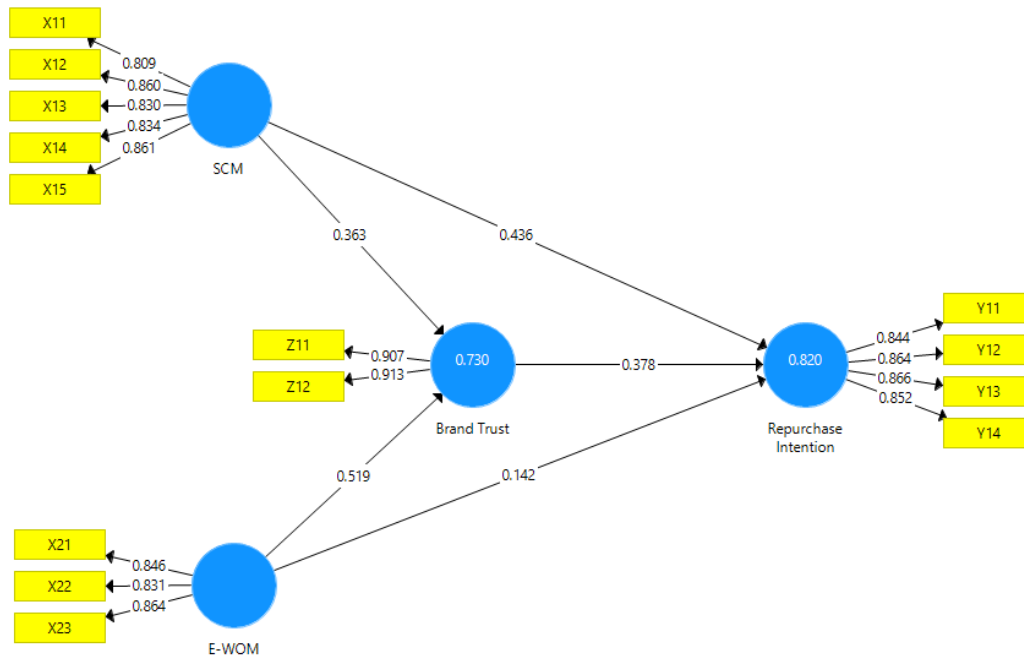 X11
X12
X13
X14
X15
0.809
0.860
0.830
0.834
0.861
SCM
0.363
0.436
Z11
Z12
0.907
0.913
0.730
Brand Trust
0.378
0.820
Repurchase
Intention
0.844
0.864
0.866
0.852
Y11
Y12
Y13
Y14
0.519
0.142
X21
X22
X23
0.846
0.831
0.864
E-WOM